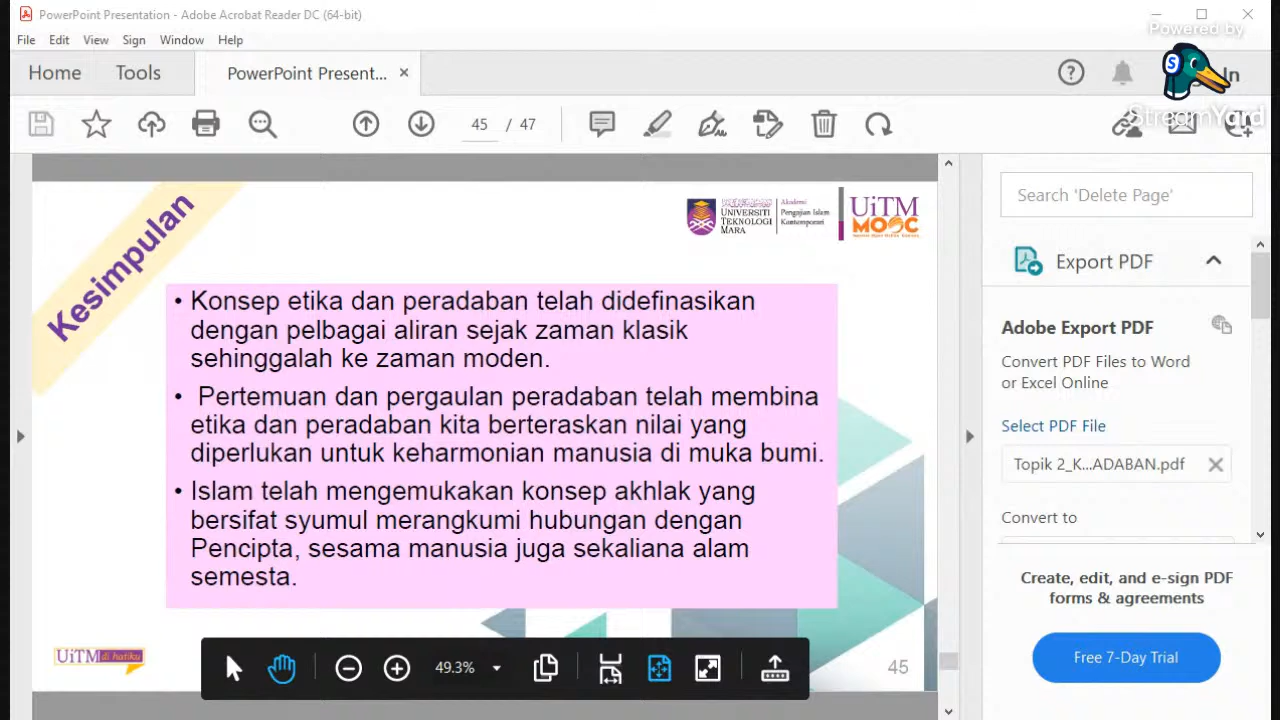 PowerPoint Presentation - Adobe Acrobat Reader DC (64-bit)
Powered by
File Edit View Sign Window Help
Home Tools PowerPoint Present... In
StreamYard
45 / 47
Search 'Delete Page'
Kesimpulan
UNIVERSITI
TEKNOLOGI
MARA
Akademi
Pengajian Islam
Kontemporari
UiTM
MOOC
Export PDF
• Konsep etika dan peradaban telah didefinasikan
dengan pelbagai aliran sejak zaman klasik
sehinggalah ke zaman moden.
• Pertemuan dan pergaulan peradaban telah membina
etika dan peradaban kita berteraskan nilai yang
diperlukan untuk keharmonian manusia di muka bumi.
• Islam telah mengemukakan konsep akhlak yang
bersifat syumul merangkumi hubungan dengan
Pencipta, sesama manusia juga sekaliana alam
semesta.
Adobe Export PDF
Convert PDF Files to Word
or Excel Online
Select PDF File
Topik 2_K...ADABAN.pdf
Convert to
Create, edit, and e-sign PDF
forms & agreements
Free 7-Day Trial
UiTM di hatiku
49.3%
45